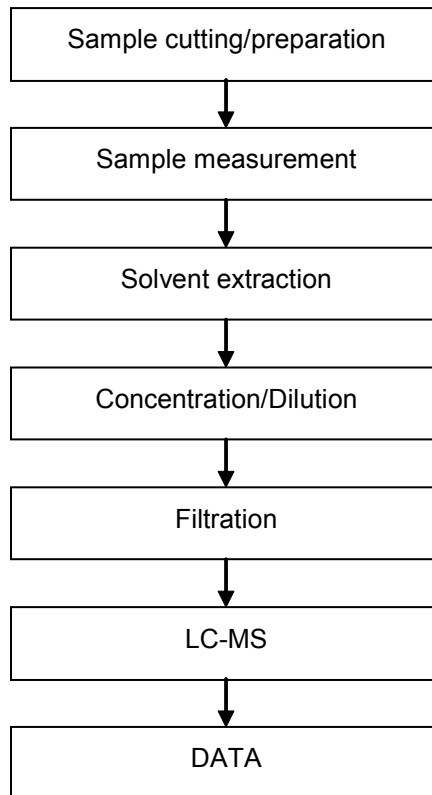 Sample cutting/preparation
Sample measurement
Solvent extraction
Concentration/Dilution
Filtration
LC-MS
DATA